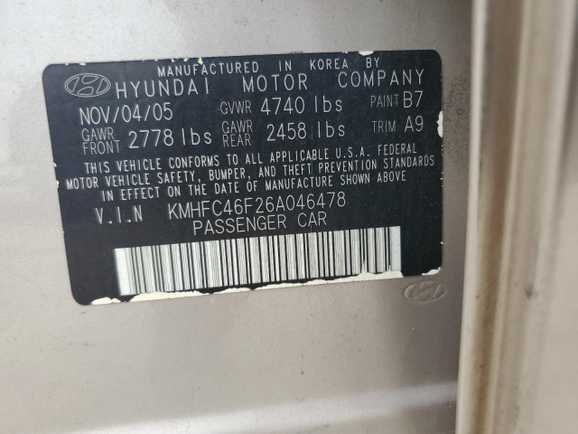 MANUFACTURED IN KOREA BY
HYUNDAI MOTOR COMPANY
NOV/04/05 GVWR 4740 lbs PAINT B7
GAWR FRONT 2778 lbs GAWR REAR 2458 lbs TRIM A9
THIS VEHICLE CONFORMS TO ALL APPLICABLE U.S.A. FEDERAL
MOTOR VEHICLE SAFETY, BUMPER, AND THEFT PREVENTION STANDARDS
IN EFFECT ON THE DATE OF MANUFACTURE SHOWN ABOVE
V.I.N KMHFC46F26A046478
PASSENGER CAR